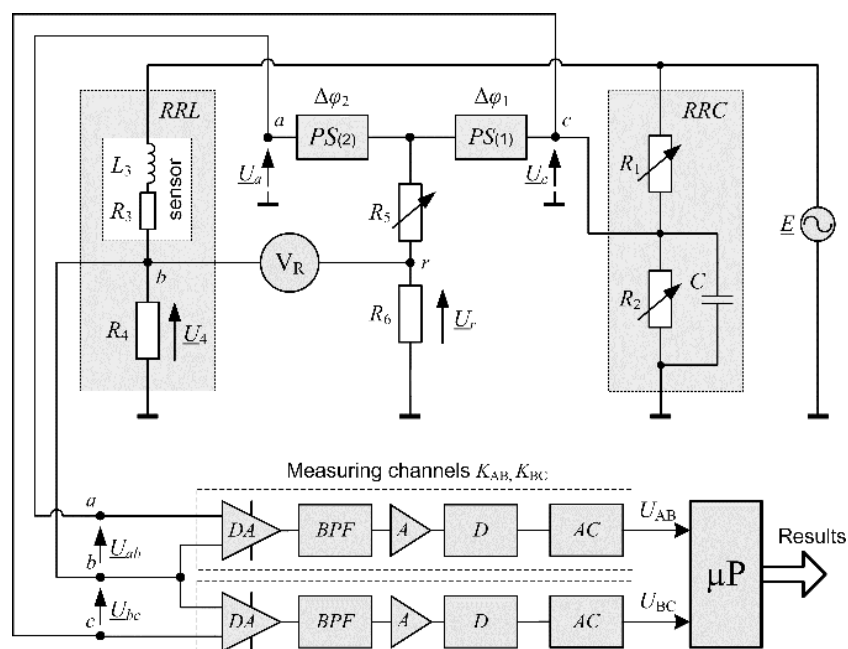 RRL
a
Δφ2
Δφ1
c
RRC
PS(2)
PS(1)
L3
R3
sensor
Ua
Uc
R5
R1
E
VR
b
r
R4
U4
R6
Ur
R2
C
Measuring channels KAB, KBC
a
DA
BPF
A
D
AC
UAB
Uab
b
Results
μP
Ubc
c
DA
BPF
A
D
AC
UBC